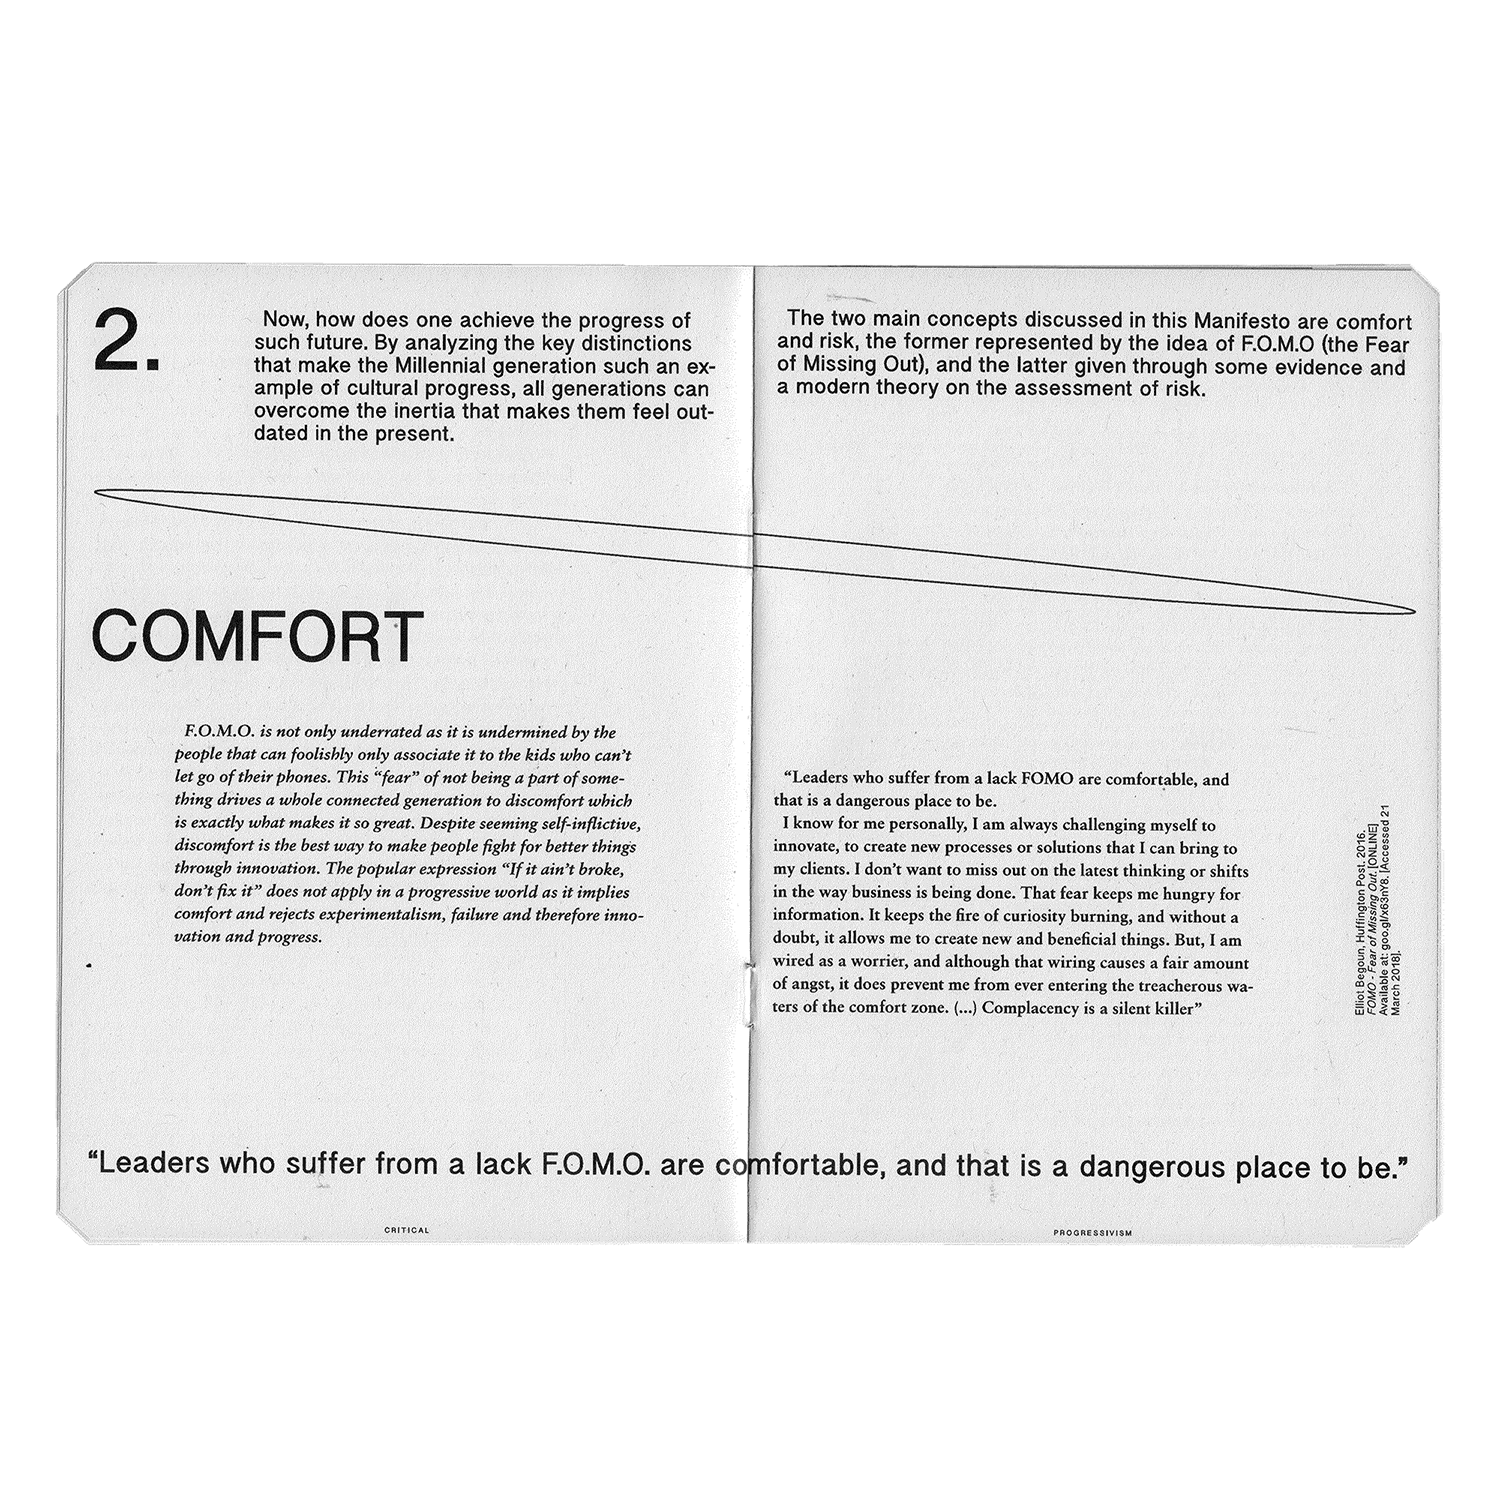 2.
Now, how does one achieve the progress of
such future. By analyzing the key distinctions
that make the Millennial generation such an ex-
ample of cultural progress, all generations can
overcome the inertia that makes them feel out-
dated in the present.
The two main concepts discussed in this Manifesto are comfort
and risk, the former represented by the idea of F.O.M.O (the Fear
of Missing Out), and the latter given through some evidence and
a modern theory on the assessment of risk.
COMFORT
F.O.M.O. is not only underrated as it is undermined by the
people that can foolishly only associate it to the kids who can’t
let go of their phones. This “fear” of not being a part of some-
thing drives a whole connected generation to discomfort which
is exactly what makes it so great. Despite seeming self-inflictive,
discomfort is the best way to make people fight for better things
through innovation. The popular expression “If it ain’t broke,
don’t fix it” does not apply in a progressive world as it implies
comfort and rejects experimentalism, failure and therefore inno-
vation and progress.
“Leaders who suffer from a lack FOMO are comfortable, and
that is a dangerous place to be.
I know for me personally, I am always challenging myself to
innovate, to create new processes or solutions that I can bring to
my clients. I don’t want to miss out on the latest thinking or shifts
in the way business is being done. That fear keeps me hungry for
information. It keeps the fire of curiosity burning, and without a
doubt, it allows me to create new and beneficial things. But, I am
wired as a worrier, and although that wiring causes a fair amount
of angst, it does prevent me from ever entering the treacherous wa-
ters of the comfort zone. (...) Complacency is a silent killer”
Elliot Begoun, Huffington Post. 2016.
FOMO - Fear of Missing Out. [ONLINE]
Available at: goo.gl/x63nY8. [Accessed 21
March 2018].
“Leaders who suffer from a lack F.O.M.O. are comfortable, and that is a dangerous place to be.”
CRITICAL
PROGRESSIVISM